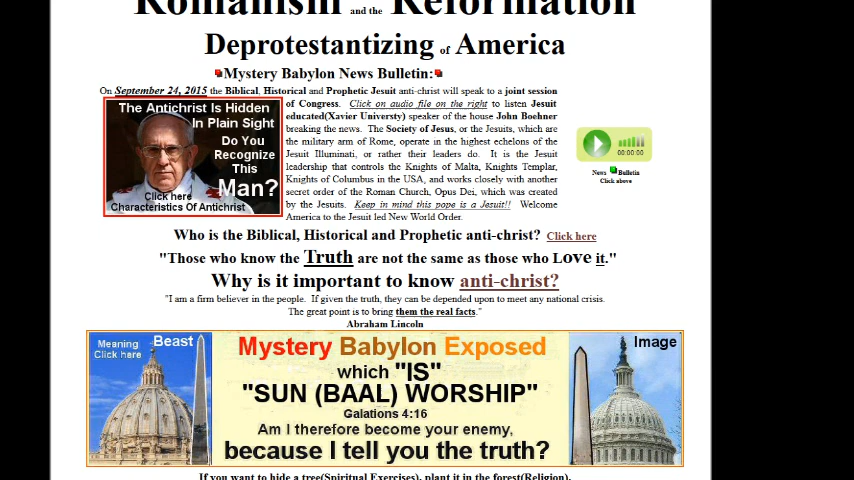 Romanism and the Reformation
Deprotestantizing of America
Mystery Babylon News Bulletin:
On September 24, 2015 the Biblical, Historical and Prophetic Jesuit anti-christ will speak to a joint session
of Congress. Click on audio file on the right to listen Jesuit
educated(Xavier Universty) speaker of the house John Boehner
breaking the news. The Society of Jesus, or the Jesuits, which are
the military arm of Rome, operate in the highest echelons of the
Jesuit Illuminati, or rather their leaders do. It is the Jesuit
leadership that controls the Knights of Malta, Knights Templar,
Knights of Columbus in the USA, and works closely with another
secret order of the Roman Church, Opus Dei, which was created
by the Jesuits. Keep in mind this pope is a Jesuit!! Welcome
America to the Jesuit led New World Order.
The Antichrist Is Hidden
In Plain Sight
Do You
Recognize
This
Man?
Click here
Characteristics Of Antichrist
00:00:00
News Bulletin
Click above
Who is the Biblical, Historical and Prophetic anti-christ? Click here
"Those who know the Truth are not the same as those who Love it."
Why is it important to know anti-christ?
"I am a firm believer in the people. If given the truth, they can be depended upon to meet any national crisis.
The great point is to bring them the real facts."
Abraham Lincoln
Meaning
Click here
Beast
Mystery Babylon Exposed
which "IS"
"SUN (BAAL) WORSHIP"
Galations 4:16
Am I therefore become your enemy,
because I tell you the truth?
Image
If you want to hide a tree(Spiritual Exercises), plant it in the forest(Religion).